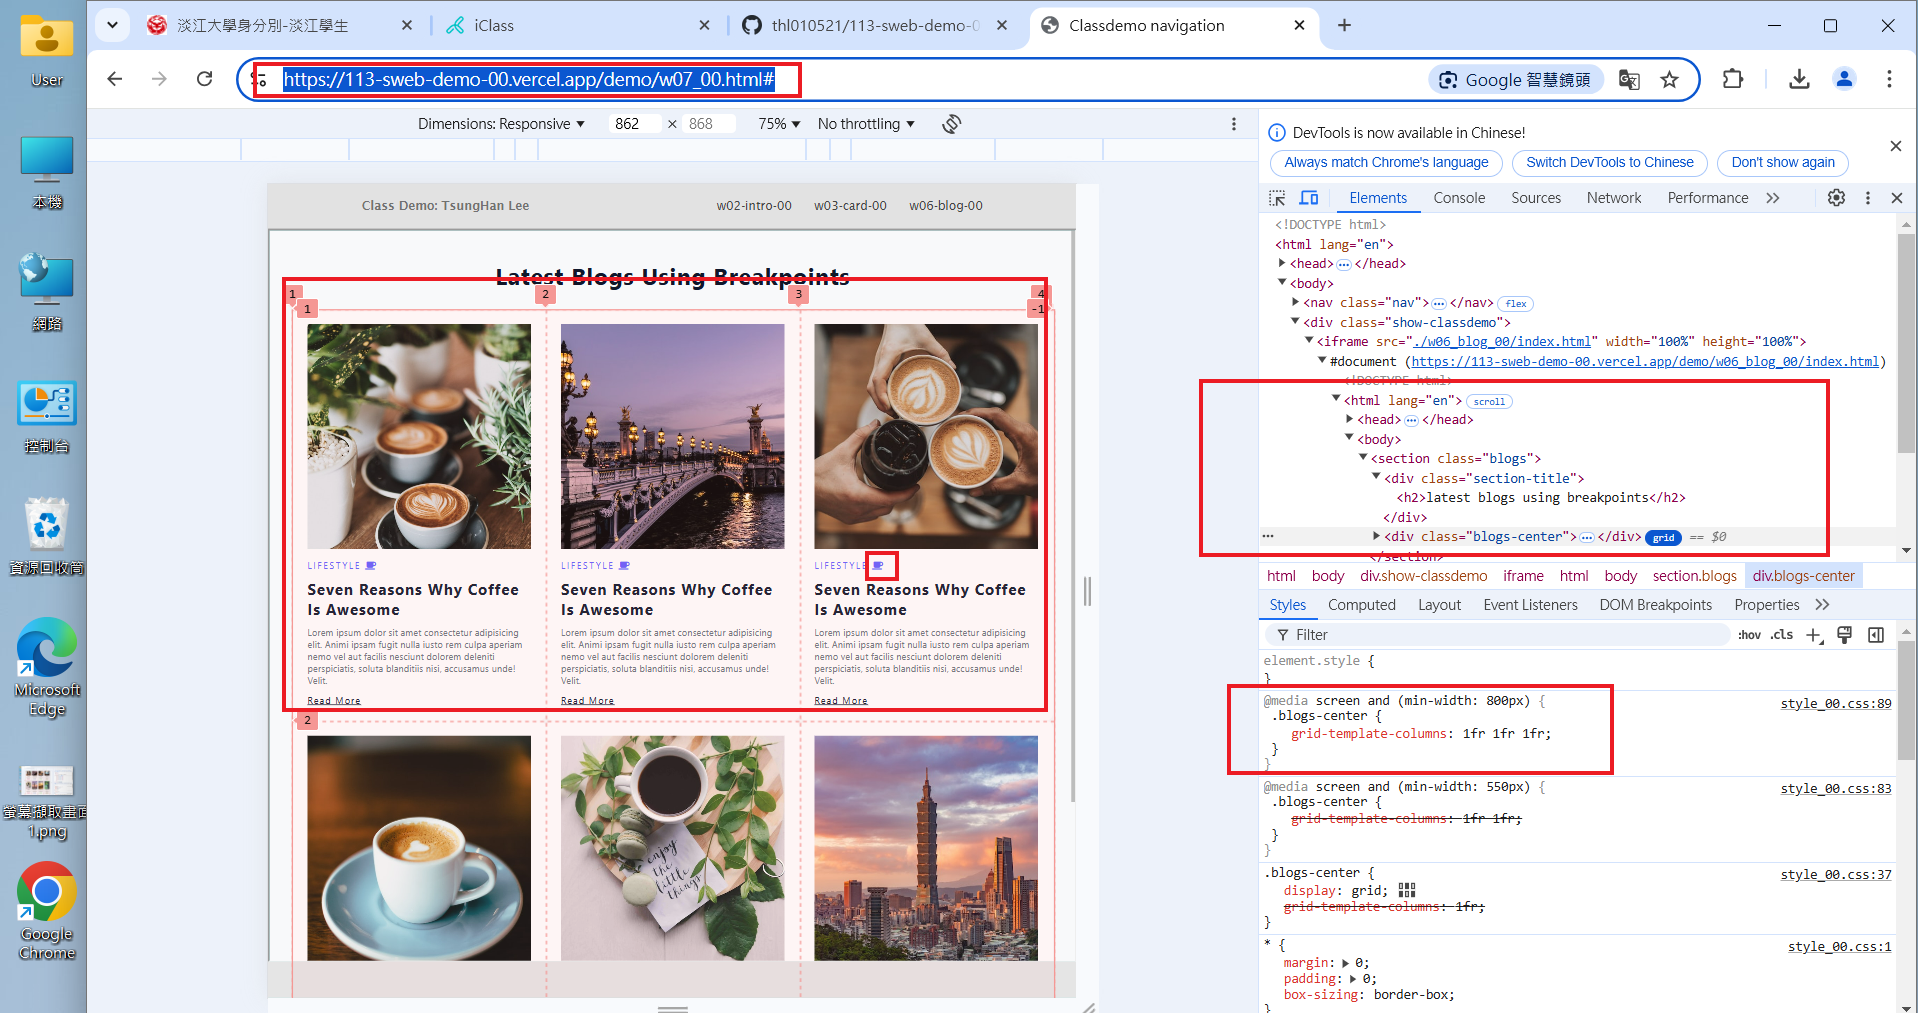 淡江大學身分別-淡江學生
iClass
thl010521/113-sweb-demo-0
Classdemo navigation
https://113-sweb-demo-00.vercel.app/demo/w07_00.html#
Google 智慧鏡頭
User
本機
網路
控制台
資源回收筒
Microsoft
Edge
螢幕擷取畫面
1.png
Google
Chrome
Dimensions: Responsive
862
×
868
75%
No throttling
Class Demo: TsungHan Lee
w02-intro-00
w03-card-00
w06-blog-00
Latest Blogs Using Breakpoints
1
2
3
4
1
-1
LIFESTYLE
LIFESTYLE
LIFESTYLE
Seven Reasons Why Coffee
Is Awesome
Seven Reasons Why Coffee
Is Awesome
Seven Reasons Why Coffee
Is Awesome
Lorem ipsum dolor sit amet consectetur adipisicing
elit. Animi ipsam fugit nulla iusto rem culpa aperiam
nemo vel aut facilis nesciunt dolorem deleniti
perspiciatis, soluta blanditiis nisi, accusamus unde!
Velit.
Lorem ipsum dolor sit amet consectetur adipisicing
elit. Animi ipsam fugit nulla iusto rem culpa aperiam
nemo vel aut facilis nesciunt dolorem deleniti
perspiciatis, soluta blanditiis nisi, accusamus unde!
Velit.
Lorem ipsum dolor sit amet consectetur adipisicing
elit. Animi ipsam fugit nulla iusto rem culpa aperiam
nemo vel aut facilis nesciunt dolorem deleniti
perspiciatis, soluta blanditiis nisi, accusamus unde!
Velit.
Read More
Read More
Read More
2
enjoy
the
little
things
DevTools is now available in Chinese!
Always match Chrome's language
Switch DevTools to Chinese
Don't show again
Elements
Console
Sources
Network
Performance
<!DOCTYPE html>
<html lang="en">
<head>…</head>
<body>
<nav class="nav">…</nav> flex
<div class="show-classdemo">
<iframe src="./w06_blog_00/index.html" width="100%" height="100%">
#document (https://113-sweb-demo-00.vercel.app/demo/w06_blog_00/index.html)
<!DOCTYPE html>
<html lang="en"> scroll
<head>…</head>
<body>
<section class="blogs">
<div class="section-title">
<h2>latest blogs using breakpoints</h2>
</div>
<div class="blogs-center">…</div> grid == $0
</section>
html body div.show-classdemo iframe html body section.blogs div.blogs-center
Styles
Computed
Layout
Event Listeners
DOM Breakpoints
Properties
Filter
:hov
.cls
element.style {
}
@media screen and (min-width: 800px) {
style_00.css:89
.blogs-center {
grid-template-columns: 1fr 1fr 1fr;
}
}
@media screen and (min-width: 550px) {
style_00.css:83
.blogs-center {
grid-template-columns: 1fr 1fr;
}
}
.blogs-center {
style_00.css:37
display: grid;
grid-template-columns: 1fr;
}
* {
style_00.css:1
margin: 0;
padding: 0;
box-sizing: border-box;
}